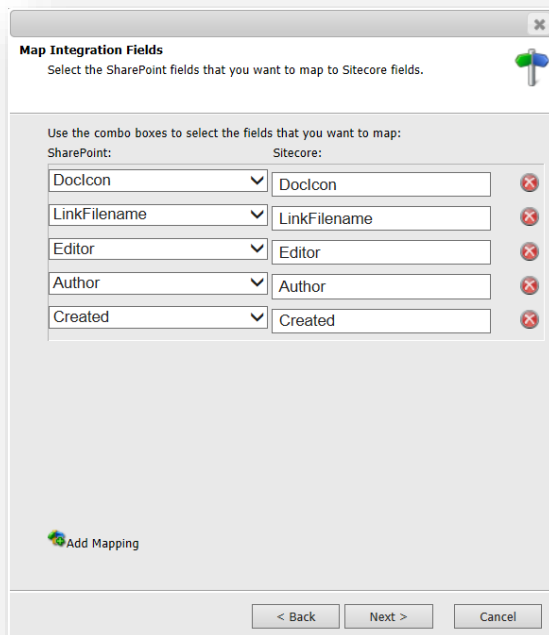 Map Integration Fields
Select the SharePoint fields that you want to map to Sitecore fields.
Use the combo boxes to select the fields that you want to map:
SharePoint: Sitecore:
DocIcon DocIcon
LinkFilename LinkFilename
Editor Editor
Author Author
Created Created
Add Mapping
< Back Next > Cancel